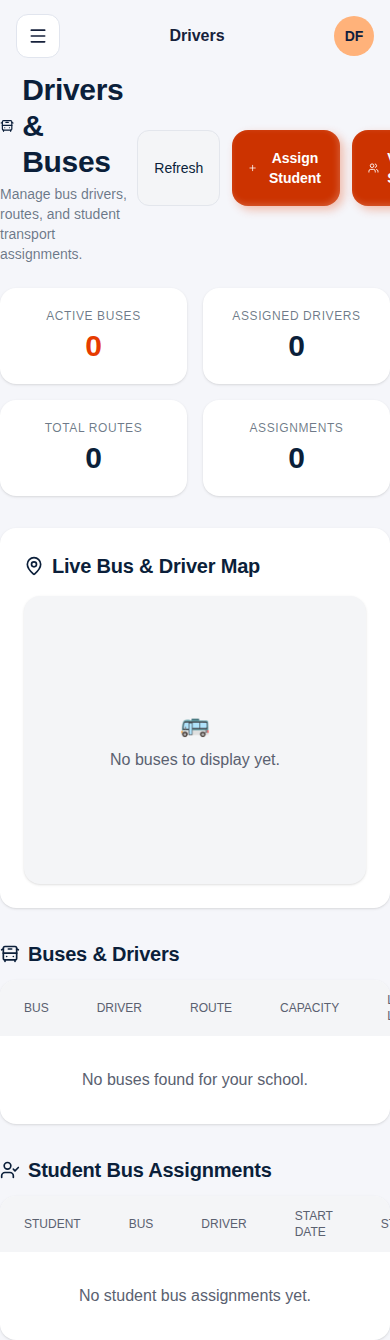 Drivers
DF
Drivers
&
Buses
Manage bus drivers,
routes, and student
transport
assignments.
Refresh
Assign
Student
ACTIVE BUSES
0
ASSIGNED DRIVERS
0
TOTAL ROUTES
0
ASSIGNMENTS
0
Live Bus & Driver Map
No buses to display yet.
Buses & Drivers
BUS DRIVER ROUTE CAPACITY
No buses found for your school.
Student Bus Assignments
STUDENT BUS DRIVER START DATE
No student bus assignments yet.